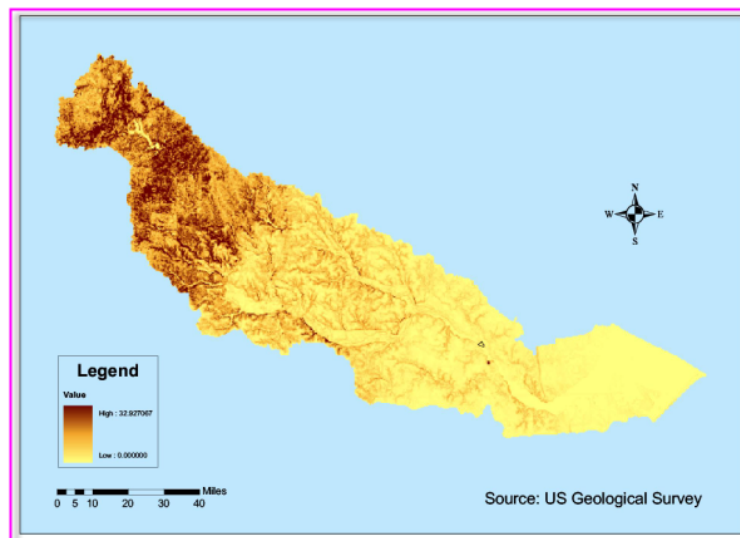 N
W E
S
Legend
Value
High : 32.927067
Low : 0.000000
Miles
0 5 10 20 30 40
Source: US Geological Survey